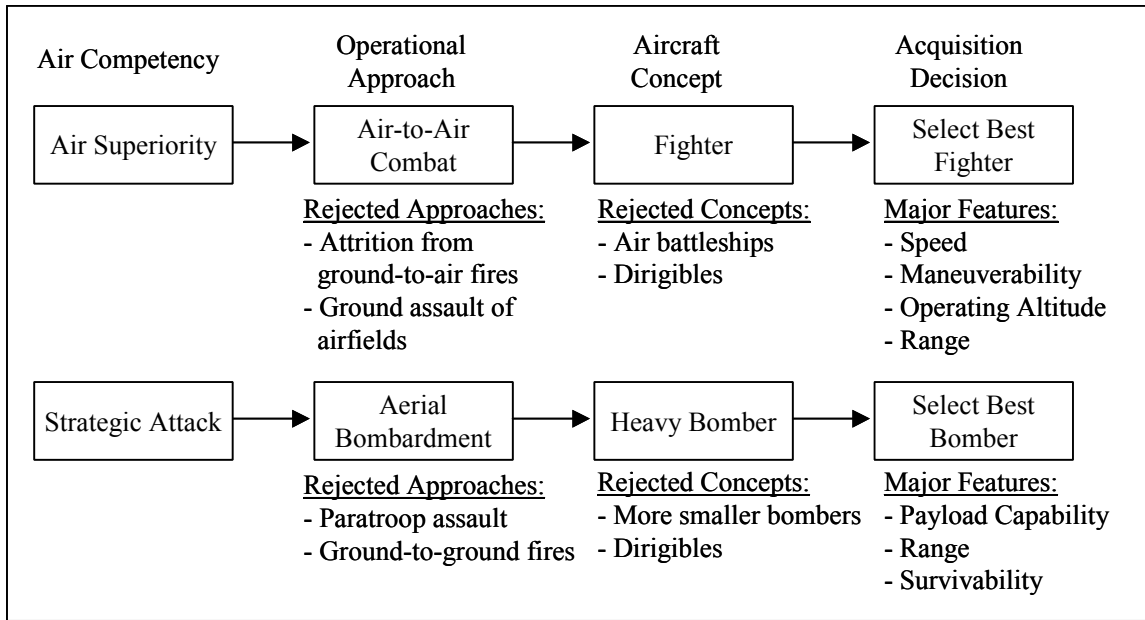 Air Competency
Operational
Approach
Aircraft
Concept
Acquisition
Decision
Air Superiority
Air-to-Air
Combat
Fighter
Select Best
Fighter
Rejected Approaches:
- Attrition from
ground-to-air fires
- Ground assault of
airfields
Rejected Concepts:
- Air battleships
- Dirigibles
Major Features:
- Speed
- Maneuverability
- Operating Altitude
- Range
Strategic Attack
Aerial
Bombardment
Heavy Bomber
Select Best
Bomber
Rejected Approaches:
- Paratroop assault
- Ground-to-ground fires
Rejected Concepts:
- More smaller bombers
- Dirigibles
Major Features:
- Payload Capability
- Range
- Survivability